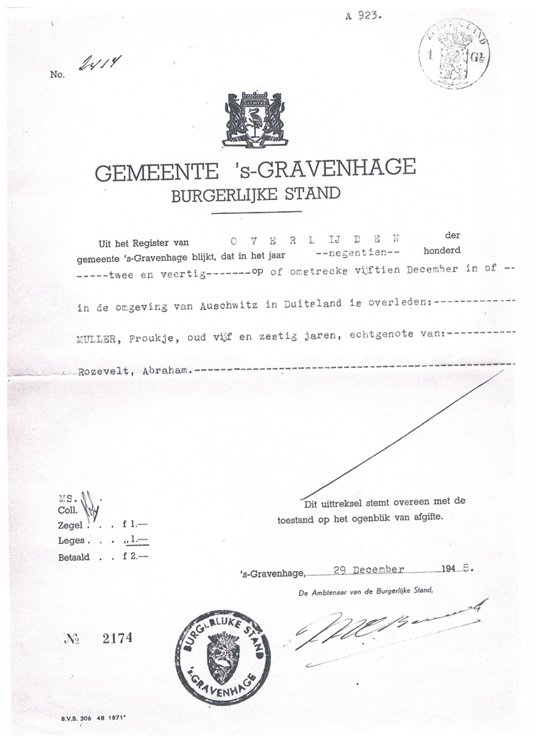 A 923.
ZEGEL
1 Gl.
No. 2414
GEMEENTE 's-GRAVENHAGE
BURGERLIJKE STAND
Uit het Register van O V E R L IJ D E N der
gemeente 's-Gravenhage blijkt, dat in het jaar --negentien-- honderd
-----twee en veertig-------op of omstreeks vijftien December in of --
in de omgeving van Auschwitz in Duitsland is overleden:----------
MULLER, Froukje, oud vijf en zestig jaren, echtgenote van:----------
Rozevelt, Abraham.----------
Dit uittreksel stemt overeen met de
toestand op het ogenblik van afgifte.
MS.
Coll.
Zegel . . . f 1.—
Leges . . . „1.—
Betaald . . f 2.—
's-Gravenhage, 29 December 1948.
De Ambtenaar van de Burgerlijke Stand,
№ 2174
BURGERLIJKE STAND
's-GRAVENHAGE
B.V.B. 306 48 1871*